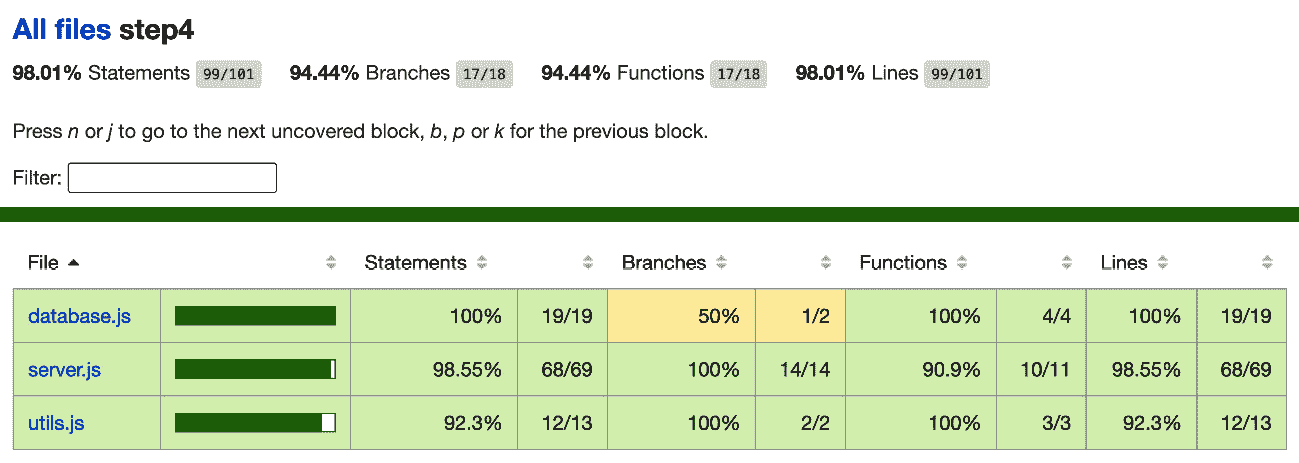 All files step4
98.01% Statements 99/101 94.44% Branches 17/18 94.44% Functions 17/18 98.01% Lines 99/101
Press n or j to go to the next uncovered block, b, p or k for the previous block.
Filter:
File Statements Branches Functions Lines
database.js 100% 19/19 50% 1/2 100% 4/4 100% 19/19
server.js 98.55% 68/69 100% 14/14 90.9% 10/11 98.55% 68/69
utils.js 92.3% 12/13 100% 2/2 100% 3/3 92.3% 12/13